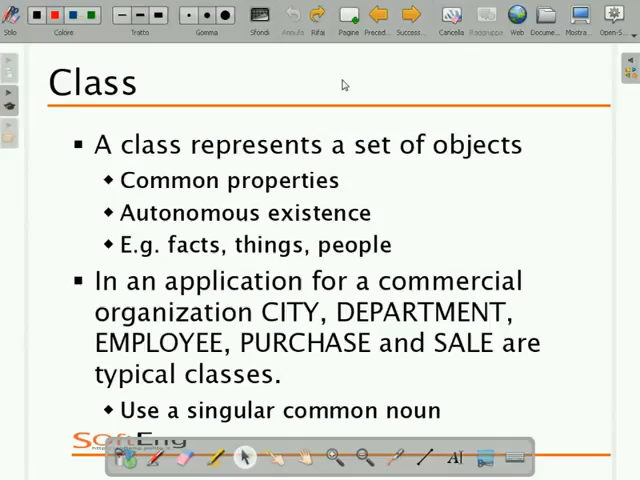 Stilo Colore Tratto Gomma Sfondi Annulla Rifai Pagine Preced... Success... Cancella Raggruppa Web Docume... Mostra... Open-S...
Class
A class represents a set of objects
Common properties
Autonomous existence
E.g. facts, things, people
In an application for a commercial
organization CITY, DEPARTMENT,
EMPLOYEE, PURCHASE and SALE are
typical classes.
Use a singular common noun
SoftEng